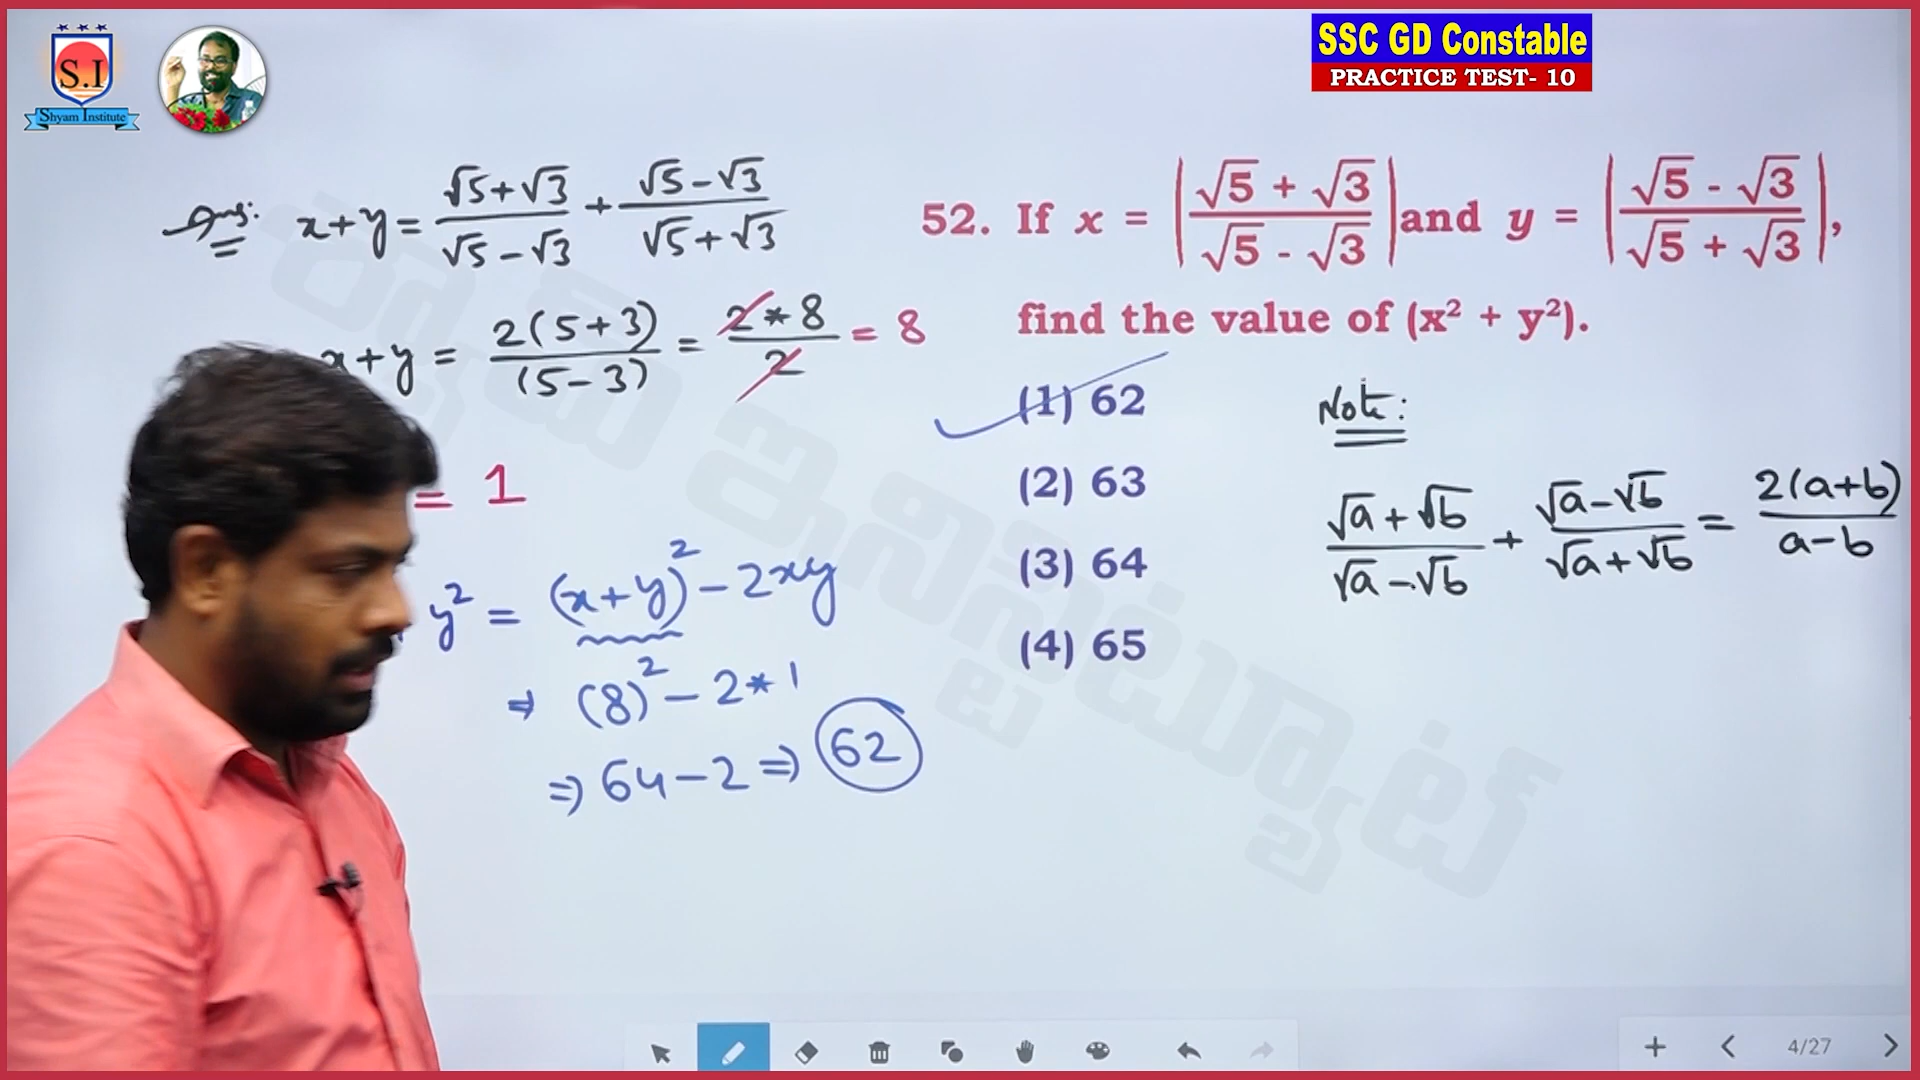 S.I
Shyam Institute
SSC GD Constable
PRACTICE TEST- 10
Ans: x+y = (√5+√3)/(√5−√3) + (√5−√3)/(√5+√3)
x+y = 2(5+3)/(5−3) = 2*8/2 = 8
= 1
y² = (x+y)² − 2xy
⇒ (8)² − 2*1
⇒ 64−2 ⇒ 62
52. If x = |(√5 + √3)/(√5 - √3)| and y = |(√5 - √3)/(√5 + √3)|,
find the value of (x² + y²).
(1) 62
(2) 63
(3) 64
(4) 65
Note:
(√a+√b)/(√a−√b) + (√a−√b)/(√a+√b) = 2(a+b)/(a−b)
4/27